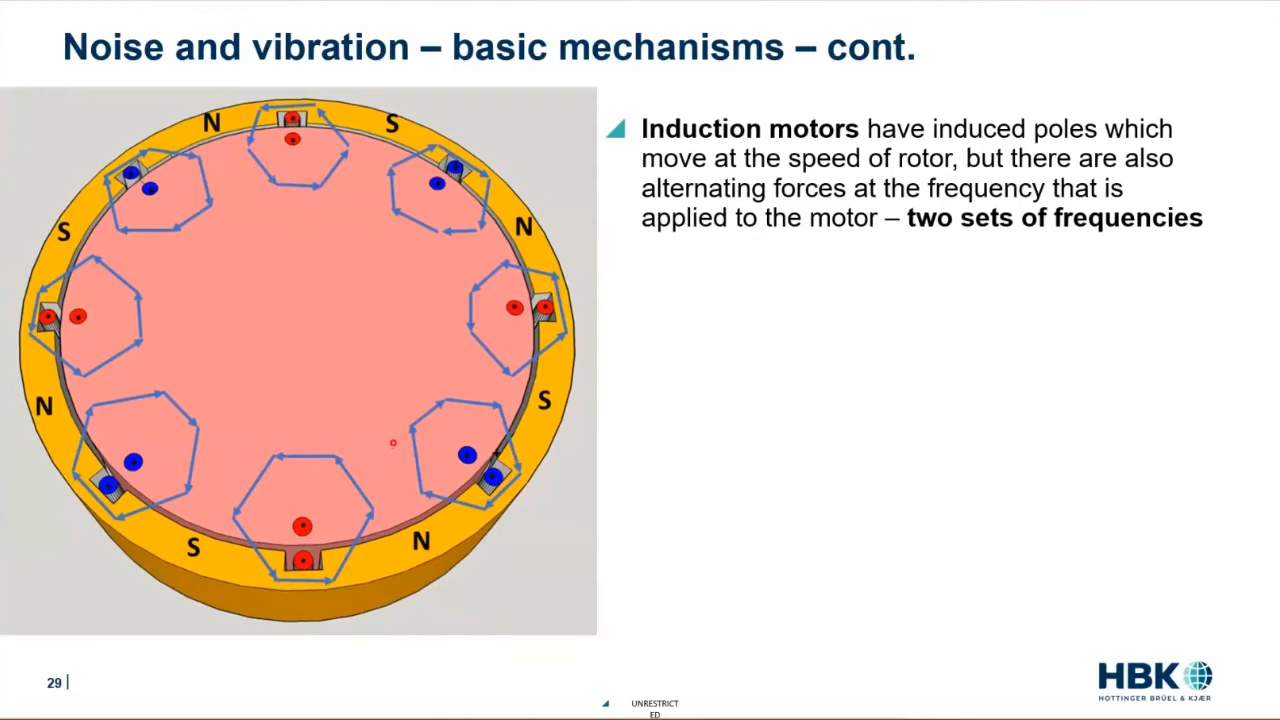 Noise and vibration – basic mechanisms – cont.
N
S
S
N
N
S
S
N
Induction motors have induced poles which
move at the speed of rotor, but there are also
alternating forces at the frequency that is
applied to the motor – two sets of frequencies
29 |
UNRESTRICT
ED
HBK
HOTTINGER BRÜEL & KJÆR